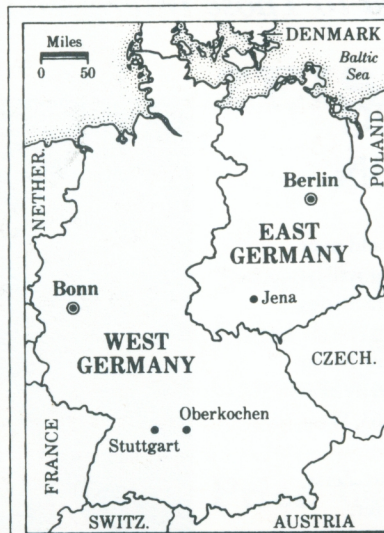 Miles
0 50
DENMARK
Baltic
Sea
NETHER.
POLAND
Berlin
EAST
GERMANY
Bonn
Jena
WEST
GERMANY
CZECH.
Oberkochen
Stuttgart
FRANCE
SWITZ.
AUSTRIA